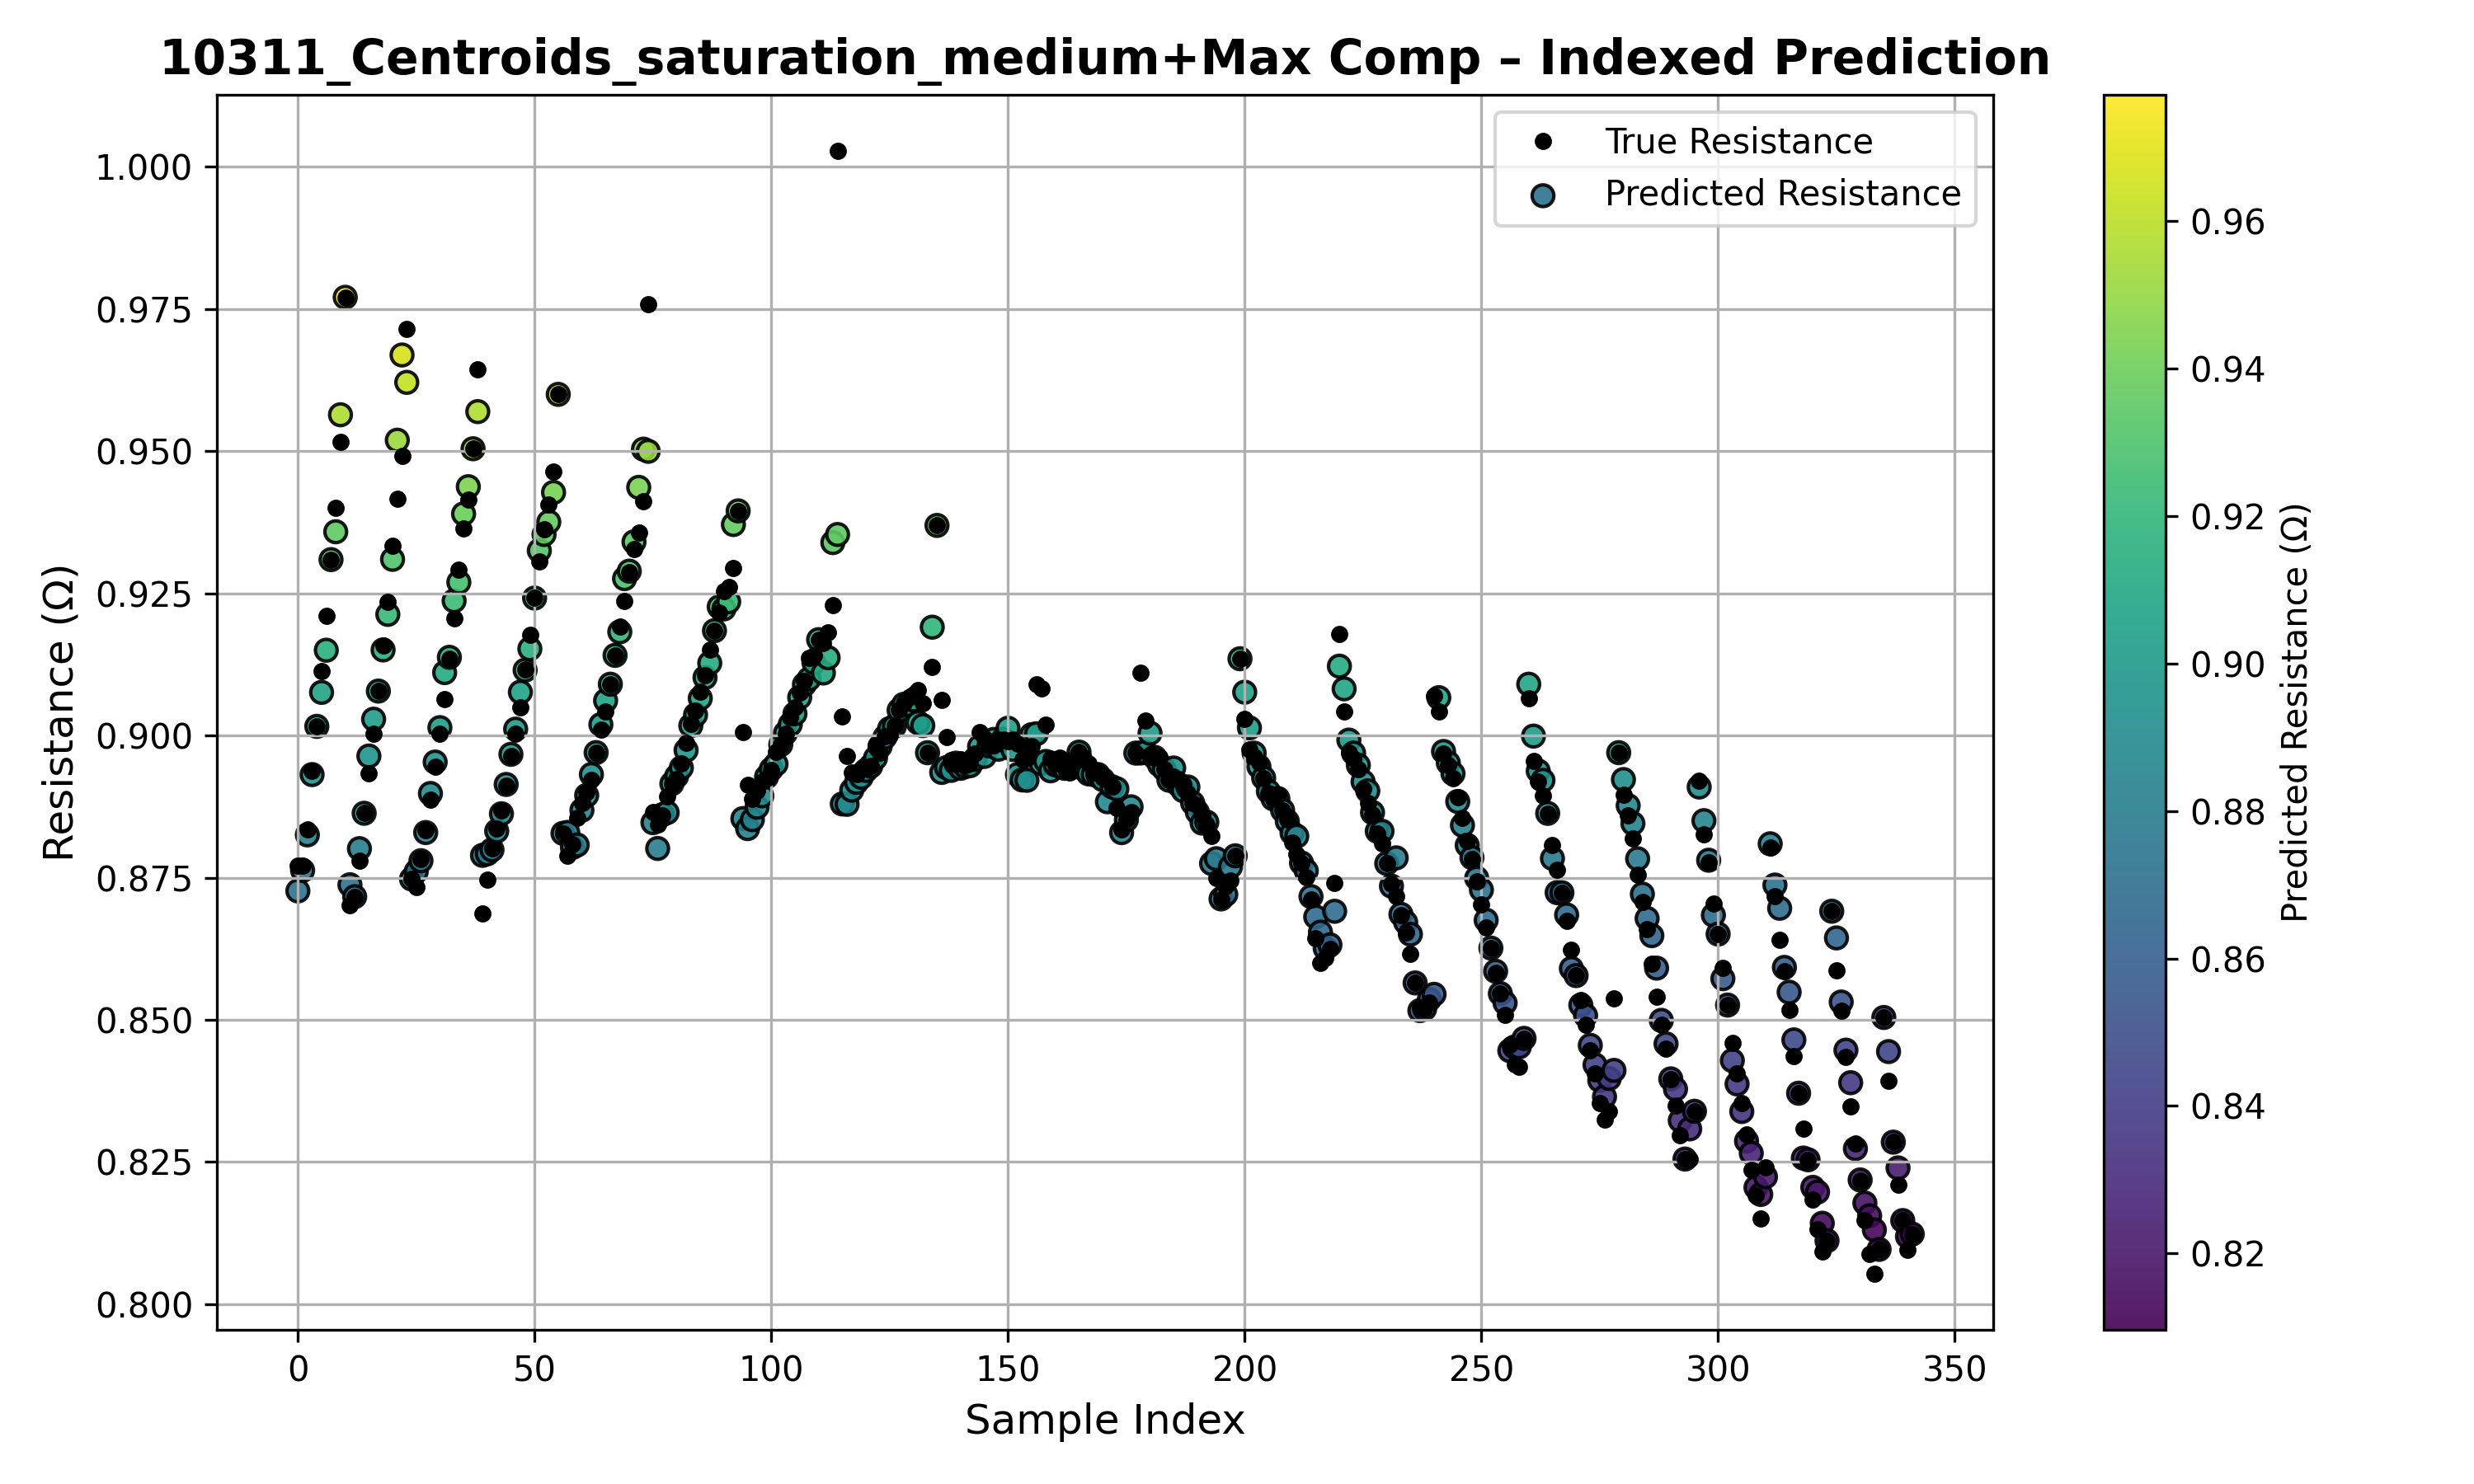 10311_Centroids_saturation_medium+Max Comp – Indexed Prediction
True Resistance
Predicted Resistance
Resistance (Ω)
1.000
0.975
0.950
0.925
0.900
0.875
0.850
0.825
0.800
0 50 100 150 200 250 300 350
Sample Index
0.96
0.94
0.92
0.90
0.88
0.86
0.84
0.82
Predicted Resistance (Ω)